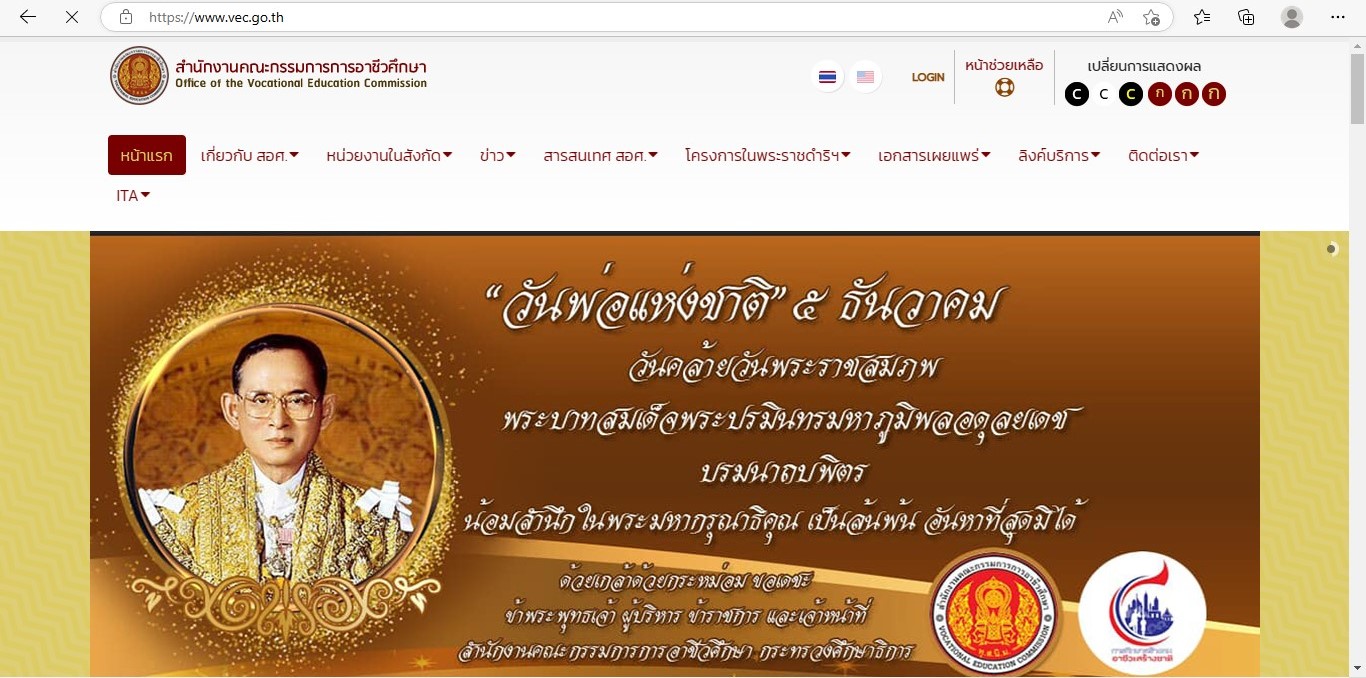 https://www.vec.go.th
สำนักงานคณะกรรมการการอาชีวศึกษา
Office of the Vocational Education Commission
LOGIN
หน้าช่วยเหลือ
เปลี่ยนการแสดงผล
C C C ก ก ก
หน้าแรก เกี่ยวกับ สอศ. หน่วยงานในสังกัด ข่าว สารสนเทศ สอศ. โครงการในพระราชดำริฯ เอกสารเผยแพร่ ลิงค์บริการ ติดต่อเรา
ITA
“วันพ่อแห่งชาติ” ๕ ธันวาคม
วันคล้ายวันพระราชสมภพ
พระบาทสมเด็จพระปรมินทรมหาภูมิพลอดุลยเดช
บรมนาถบพิตร
น้อมสำนึกในพระมหากรุณาธิคุณ เป็นล้นพ้น อันหาที่สุดมิได้
ด้วยเกล้าด้วยกระหม่อม ขอเดชะ
ข้าพระพุทธเจ้า ผู้บริหาร ข้าราชการ และเจ้าหน้าที่
สำนักงานคณะกรรมการการอาชีวศึกษา กระทรวงศึกษาธิการ
สำนักงานคณะกรรมการการอาชีวศึกษา
VOCATIONAL EDUCATION COMMISSION
อาชีวะสร้างชาติ